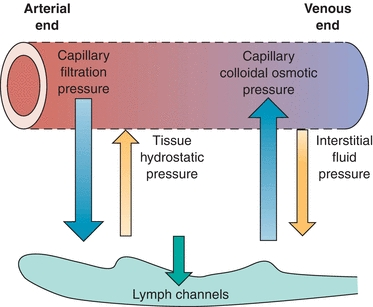 Arterial
end
Venous
end
Capillary
filtration
pressure
Capillary
colloidal osmotic
pressure
Tissue
hydrostatic
pressure
Interstitial
fluid
pressure
Lymph channels